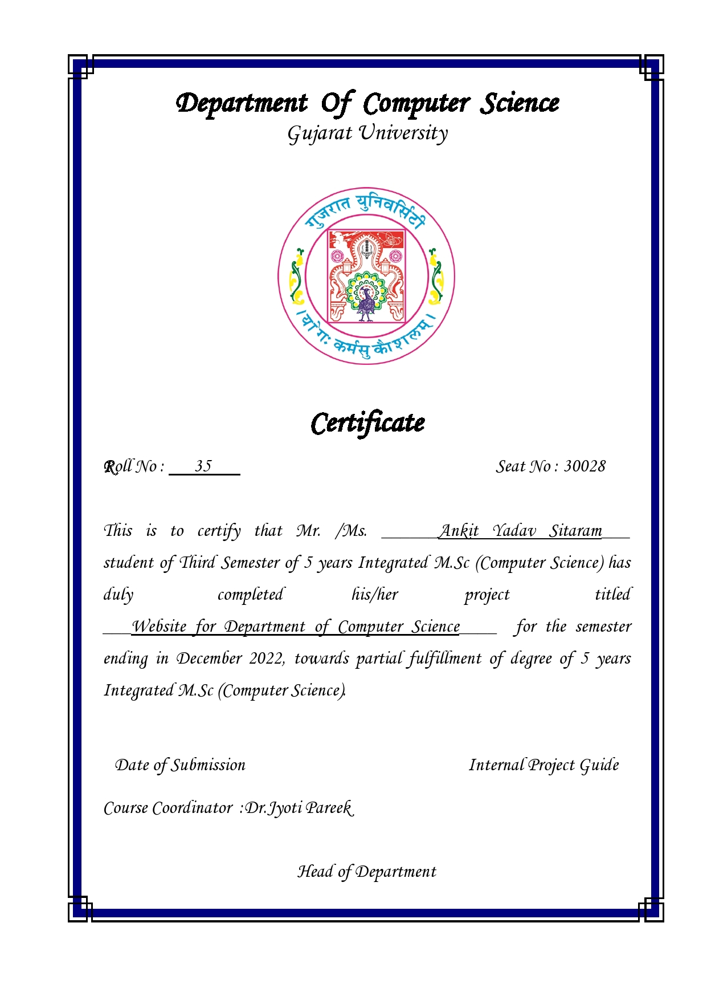 Department Of Computer Science
Gujarat University
गुजरात युनिवर्सिटी
। योगः कर्मसु कौशलम् ।
Certificate
Roll No : 35 Seat No : 30028
This is to certify that Mr. /Ms. ______Ankit Yadav Sitaram___
student of Third Semester of 5 years Integrated M.Sc (Computer Science) has
duly completed his/her project titled
___Website for Department of Computer Science____ for the semester
ending in December 2022, towards partial fulfillment of degree of 5 years
Integrated M.Sc (Computer Science).
Date of Submission Internal Project Guide
Course Coordinator :Dr.Jyoti Pareek
Head of Department